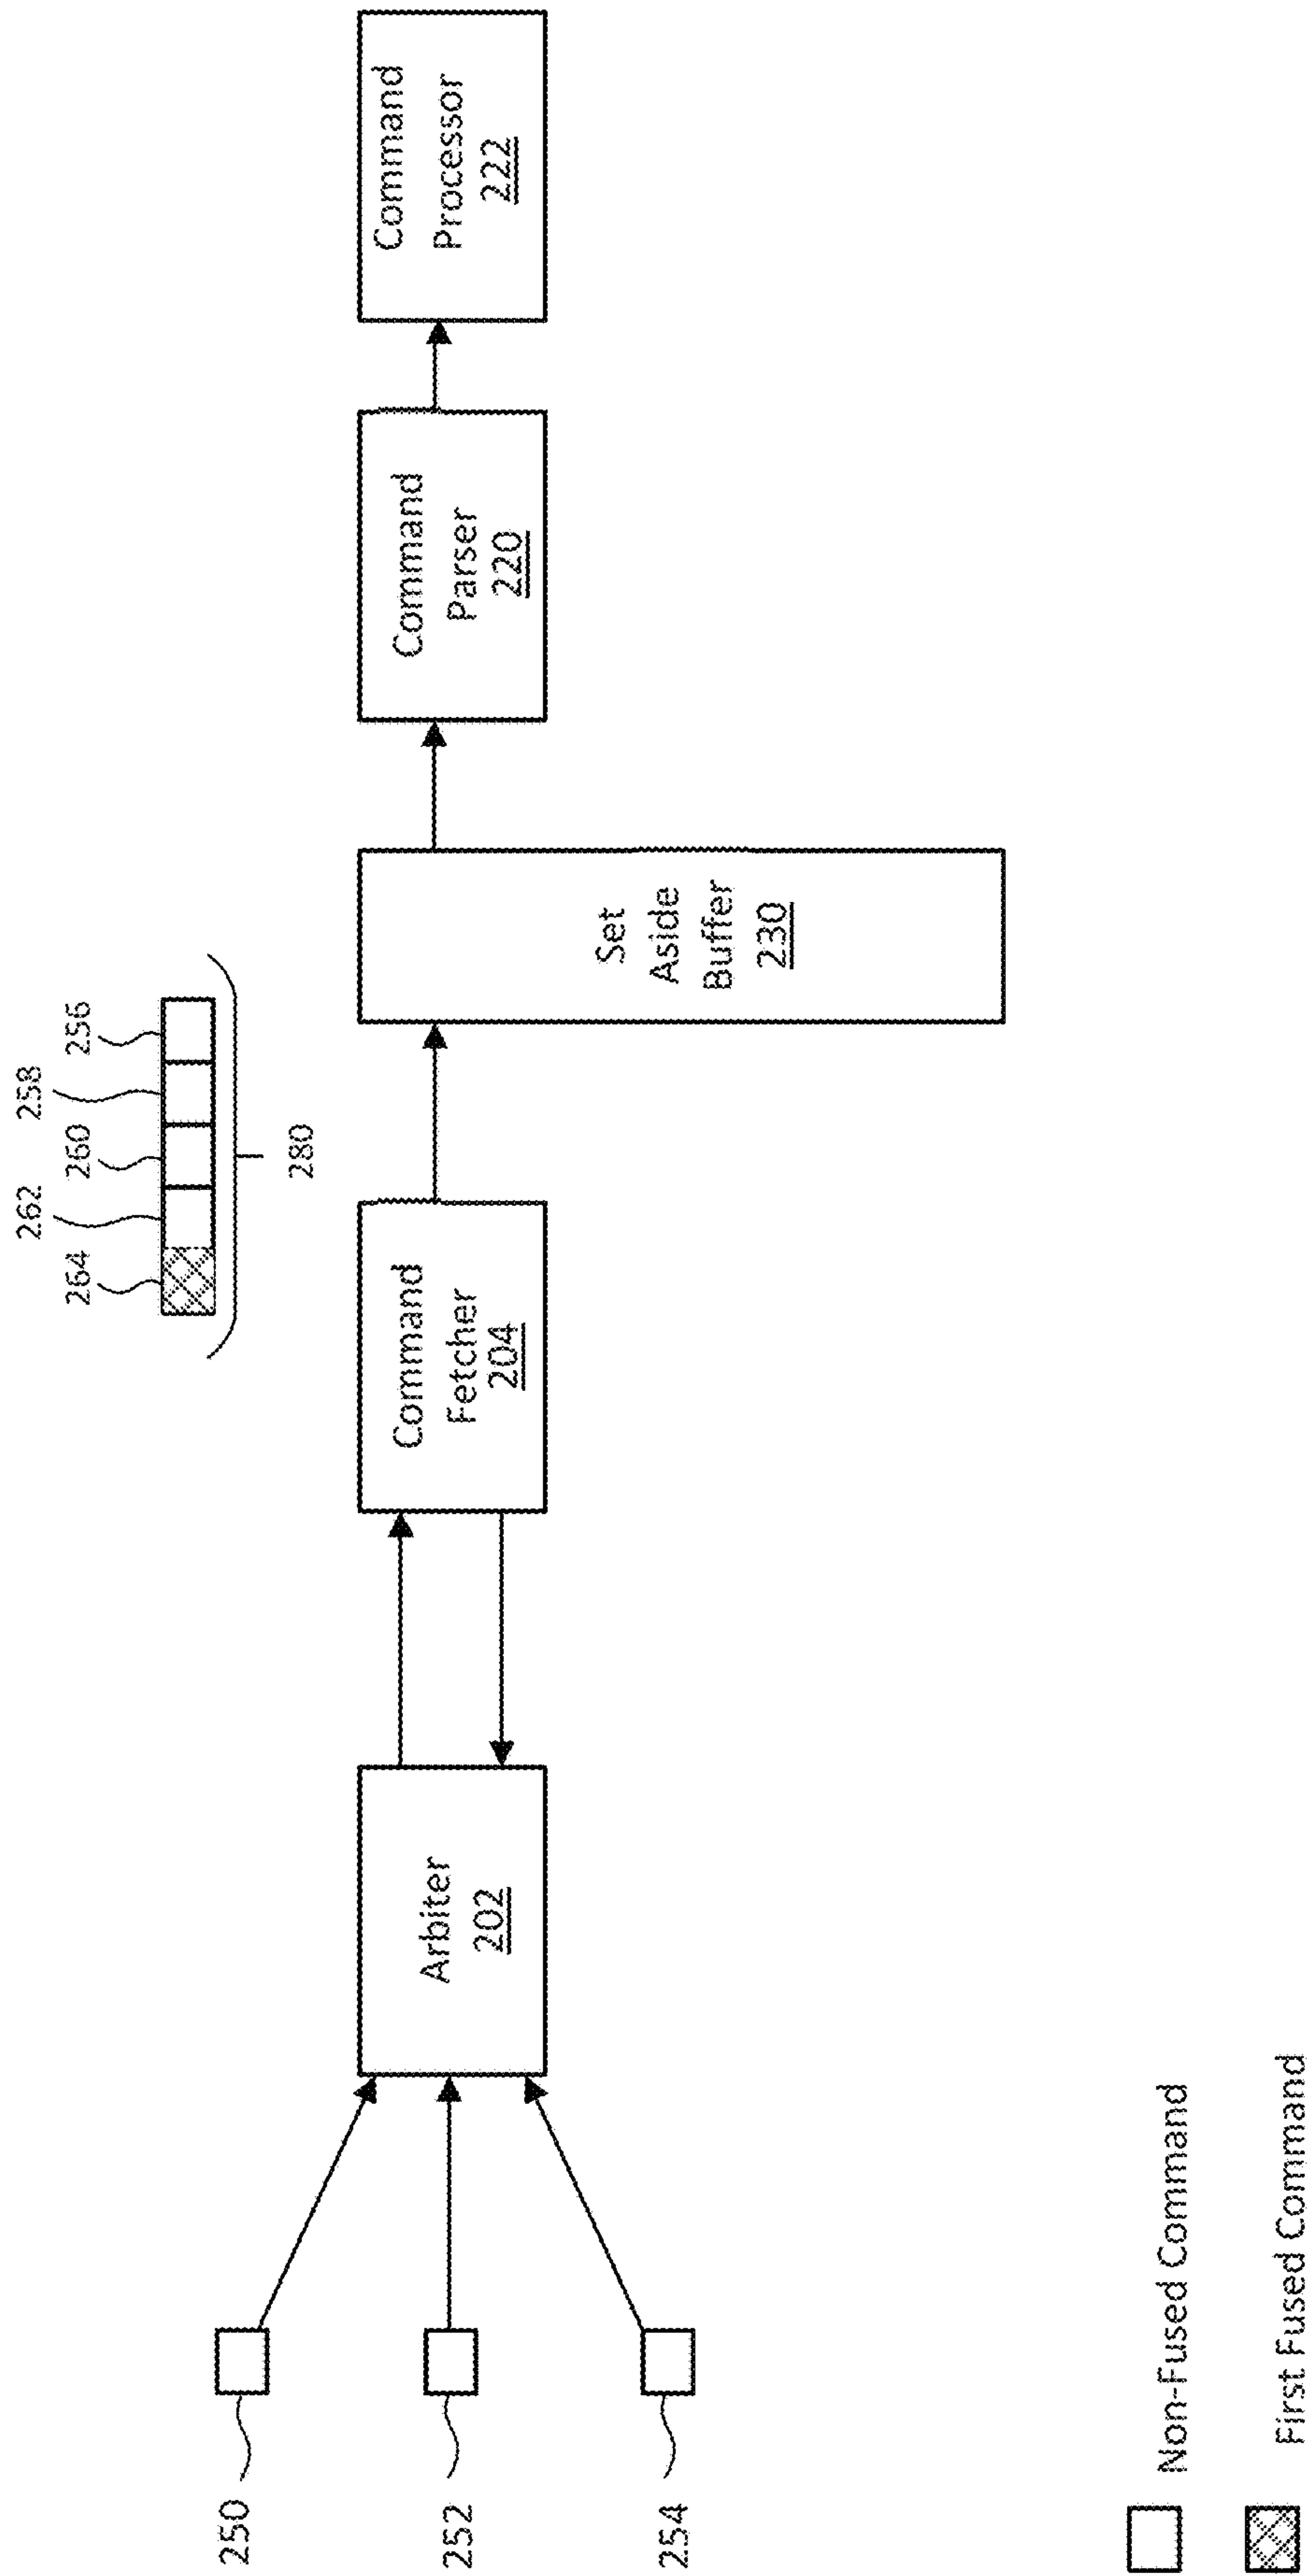 262
258
264
260
256
280
250
252
254
Arbiter
202
Command
Fetcher
204
Set
Aside
Buffer
230
Command
Parser
220
Command
Processor
222
Non-Fused Command
First Fused Command